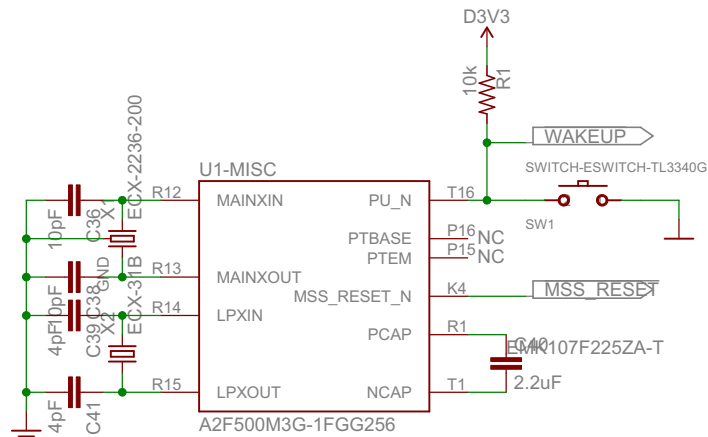 D3V3
10k
R1
WAKEUP
SWITCH-ESWITCH-TL3340G
SW1
U1-MISC
ECX-2236-200
X1
GND
C36
10pF
R12
MAINXIN
PU_N
T16
PTBASE
P16
NC
PTEM
P15
NC
R13
MAINXOUT
C38
10pF
ECX-31B
X2
MSS_RESET_N
K4
MSS_RESET
R14
LPXIN
C39
4pF
PCAP
R1
C40
EMK107F225ZA-T
2.2uF
R15
LPXOUT
NCAP
T1
C41
4pF
A2F500M3G-1FGG256